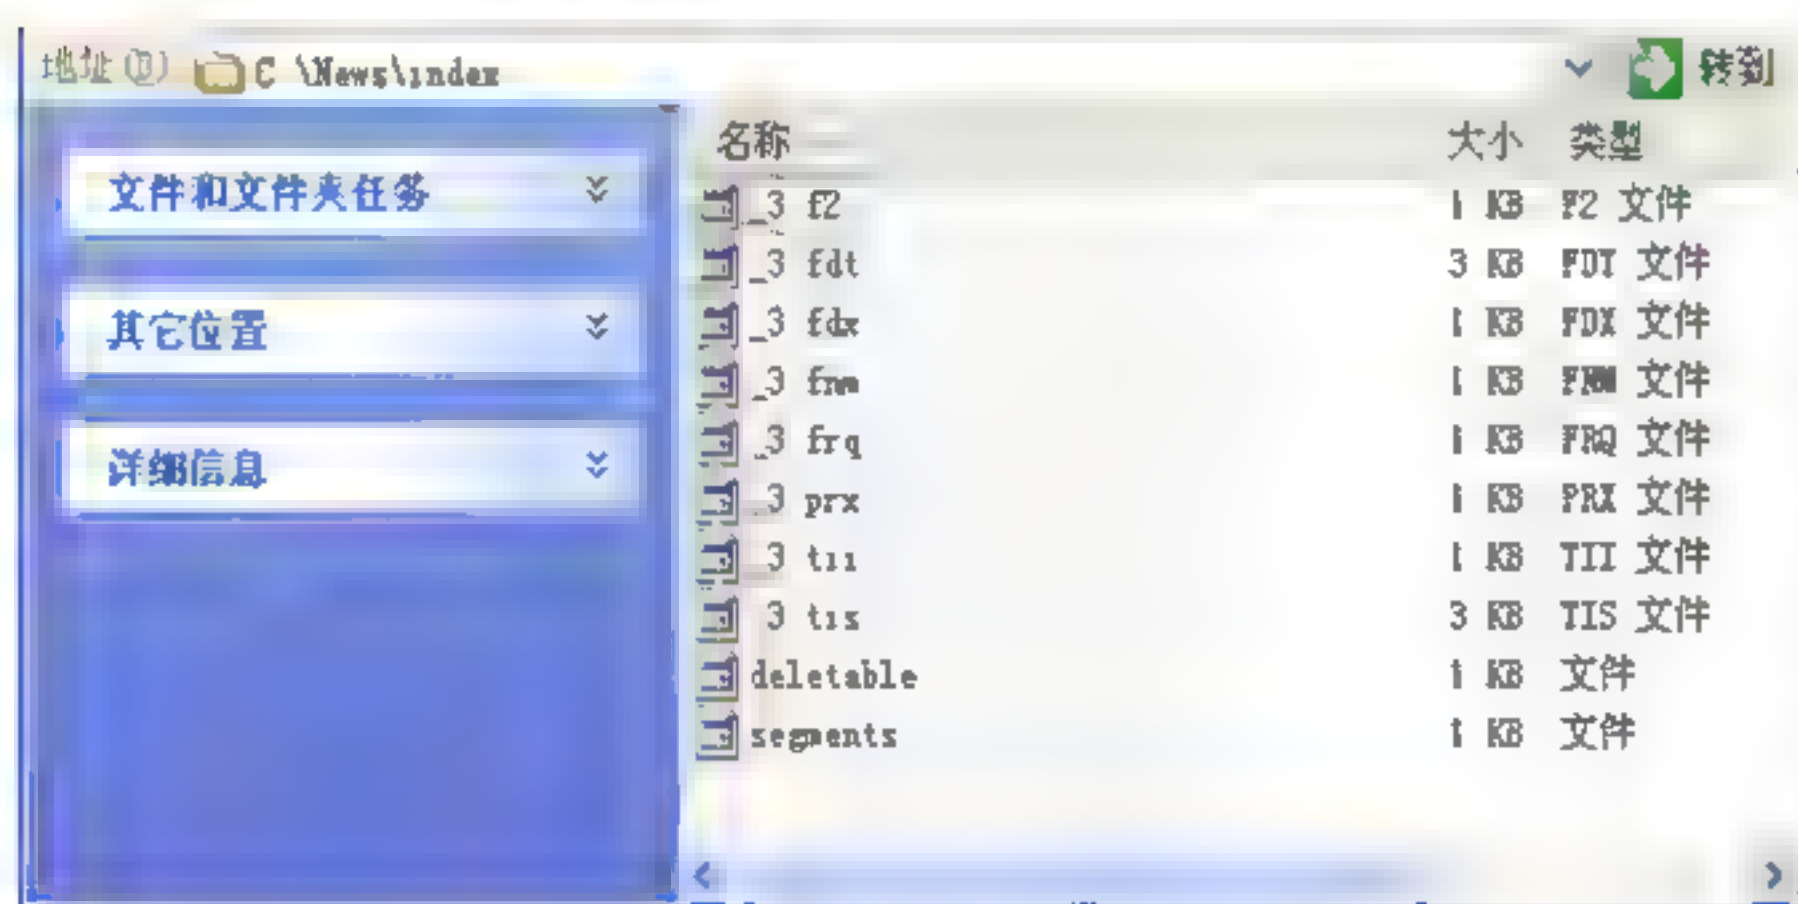 地址(D) C:\News\index 转到
名称 大小 类型
文件和文件夹任务
其它位置
详细信息
_3.f2 1 KB F2 文件
_3.fdt 3 KB FDT 文件
_3.fdx 1 KB FDX 文件
_3.fnm 1 KB FNM 文件
_3.frq 1 KB FRQ 文件
_3.prx 1 KB PRX 文件
_3.tii 1 KB TII 文件
_3.tis 3 KB TIS 文件
deletable 1 KB 文件
segments 1 KB 文件